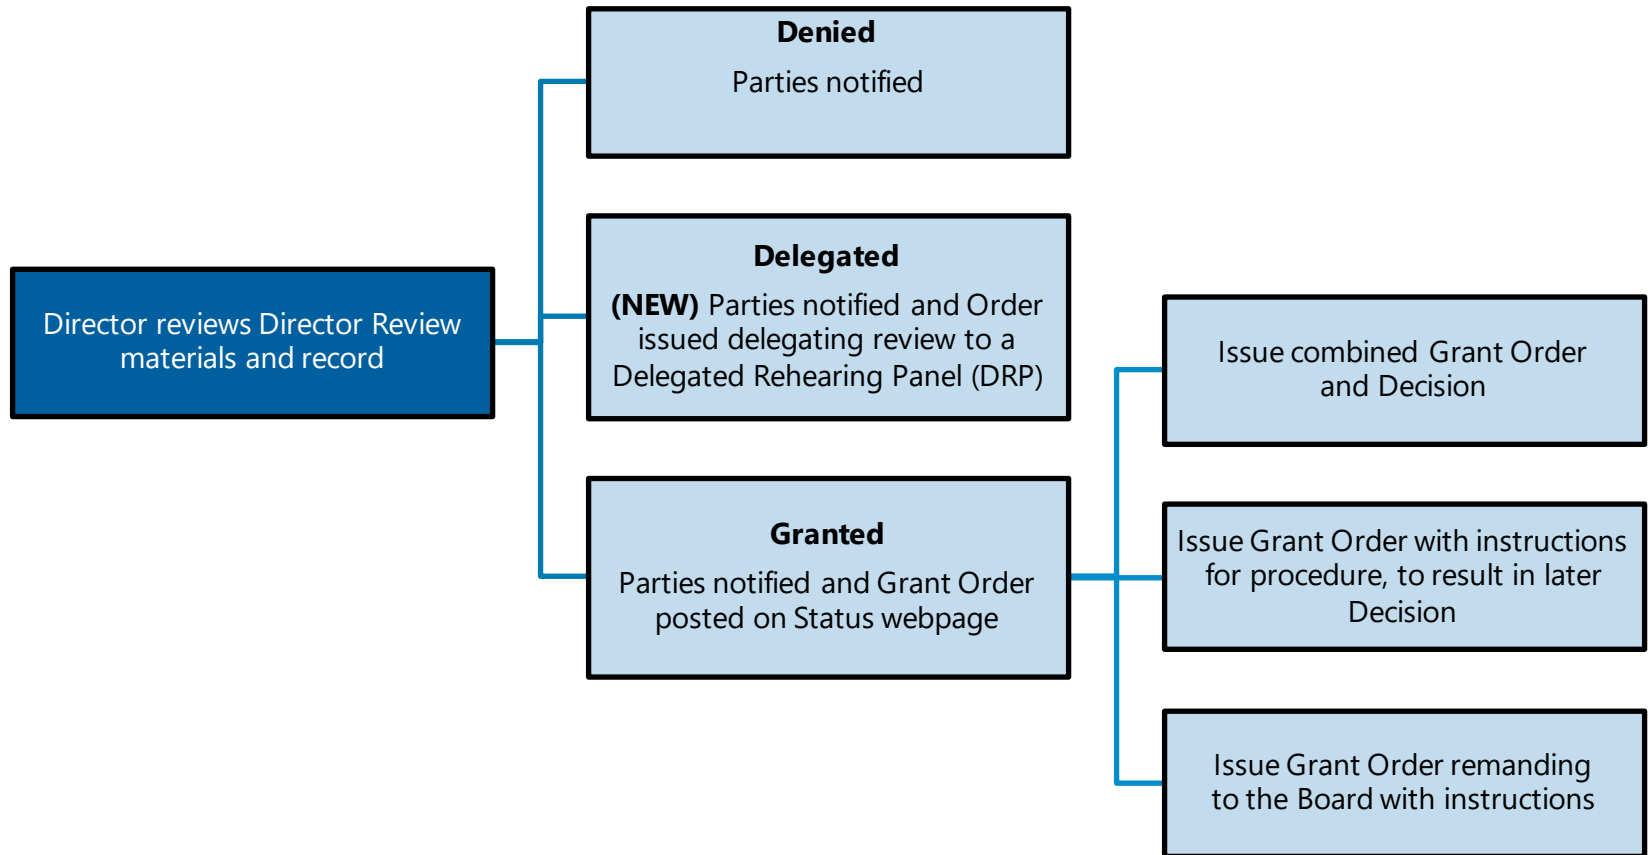 Director reviews Director Review
materials and record
Denied
Parties notified
Delegated
(NEW) Parties notified and Order
issued delegating review to a
Delegated Rehearing Panel (DRP)
Granted
Parties notified and Grant Order
posted on Status webpage
Issue combined Grant Order
and Decision
Issue Grant Order with instructions
for procedure, to result in later
Decision
Issue Grant Order remanding
to the Board with instructions